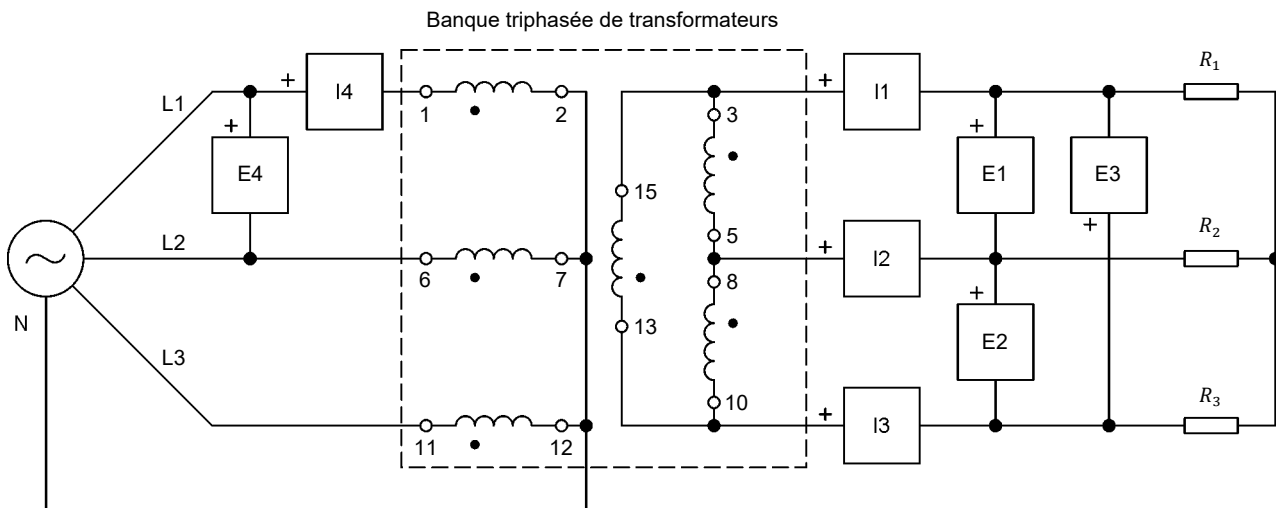 Banque triphasée de transformateurs
L1
+
I4
1
2
3
+
I1
R₁
+
E4
15
5
+
E1
E3
+
L2
6
7
8
+
I2
R₂
N
13
+
E2
L3
10
11
12
+
I3
R₃